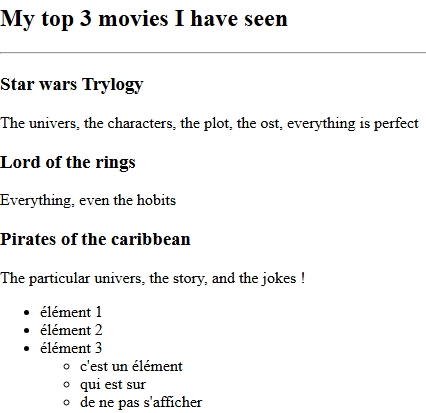 My top 3 movies I have seen
Star wars Trylogy
The univers, the characters, the plot, the ost, everything is perfect
Lord of the rings
Everything, even the hobits
Pirates of the caribbean
The particular univers, the story, and the jokes !
élément 1
élément 2
élément 3
c'est un élément
qui est sur
de ne pas s'afficher